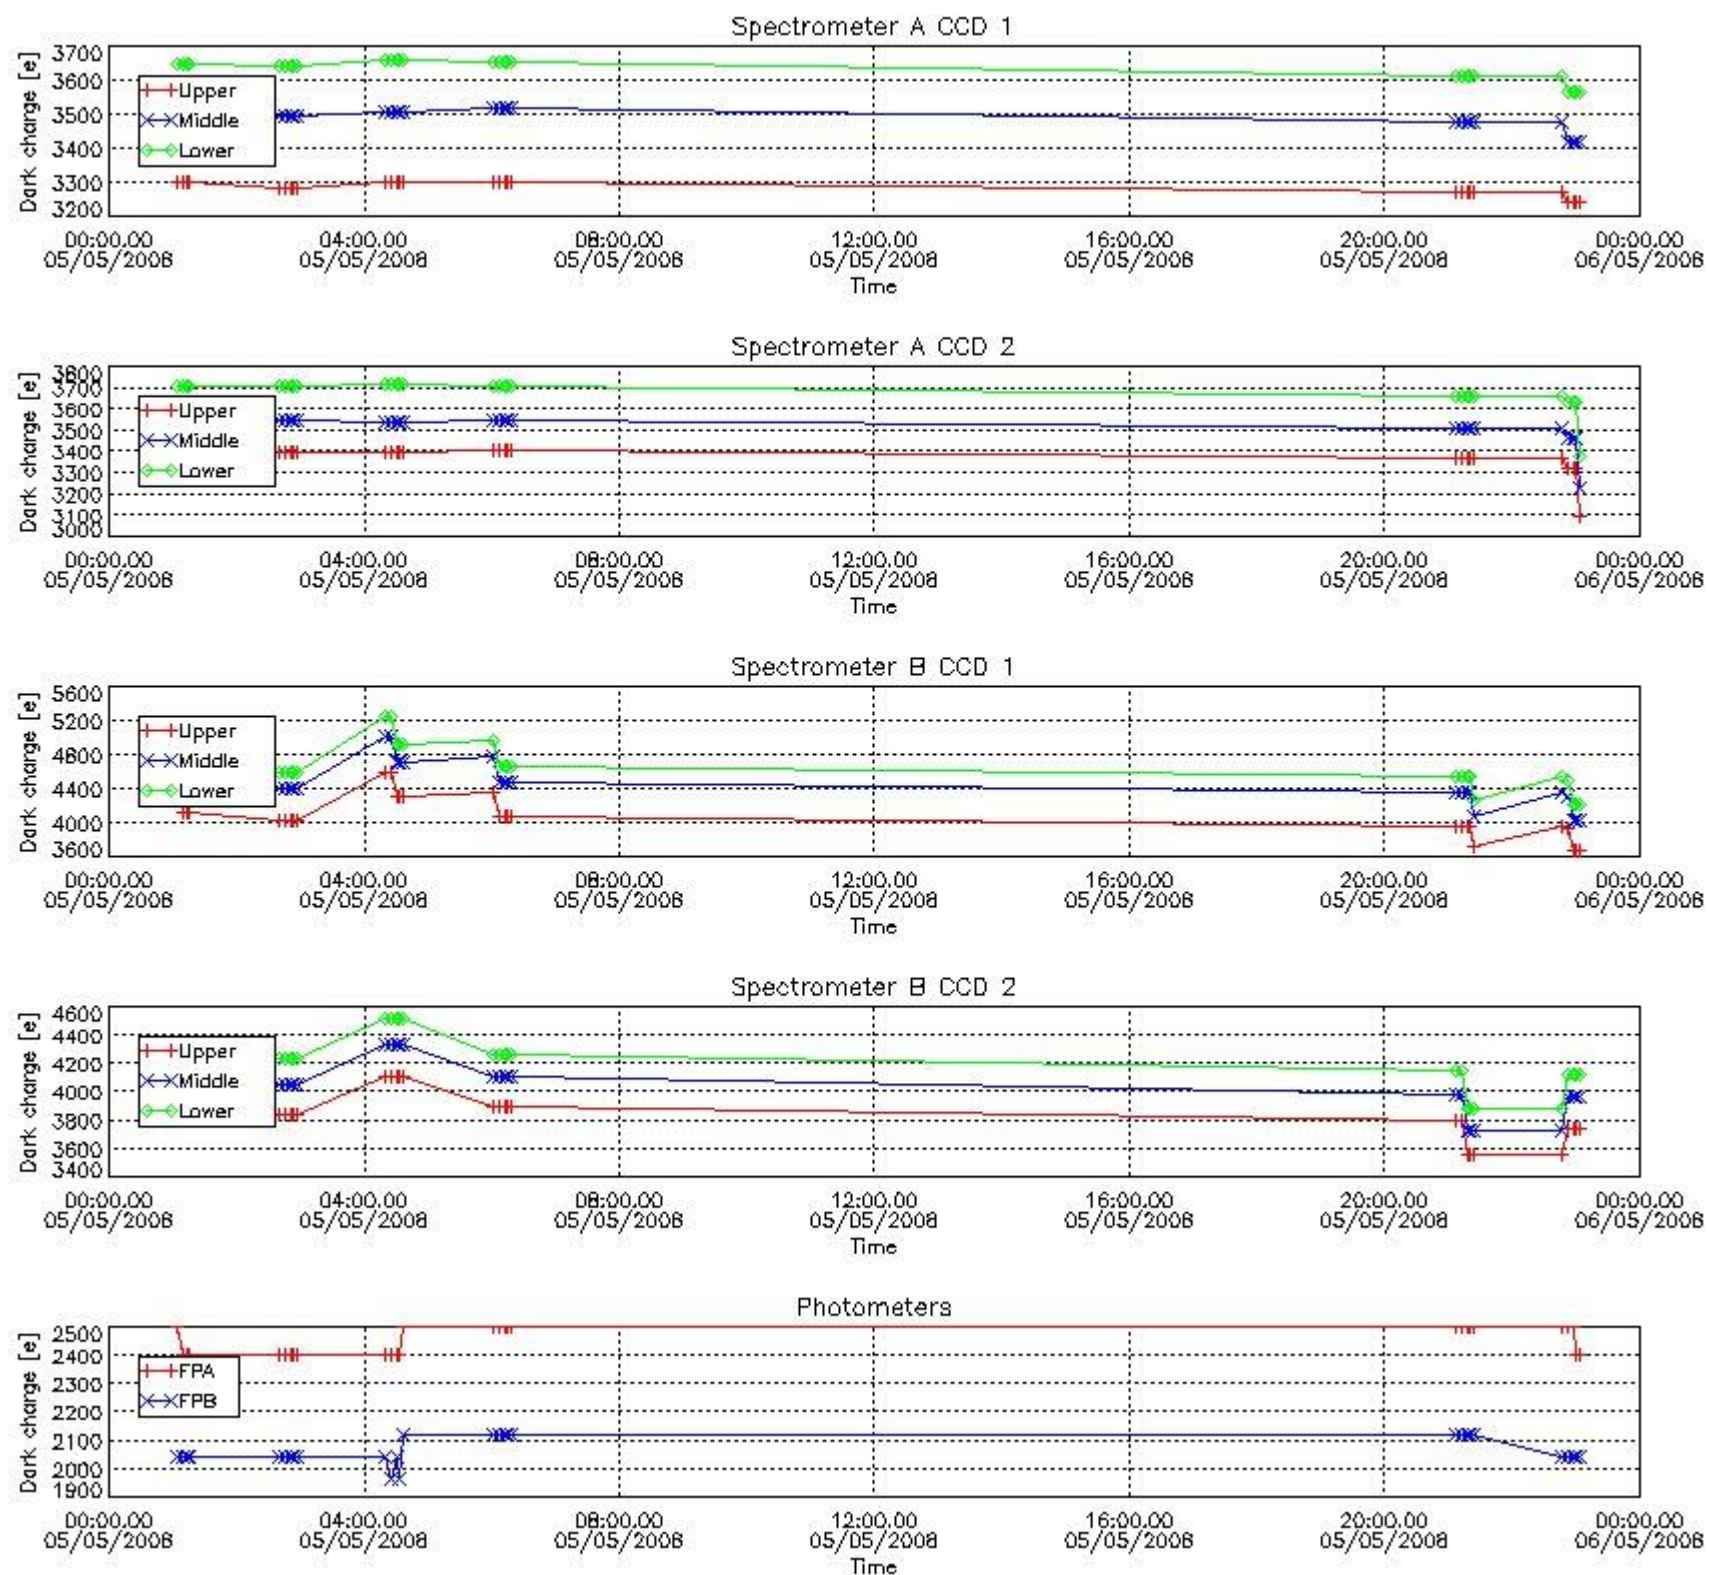 Spectrometer A CCD 1
Dark charge [e]
3700
3600
3500
3400
3300
3200
Upper
Middle
Lower
00:00.00 04:00.00 08:00.00 12:00.00 16:00.00 20:00.00 00:00.00
05/05/2008 05/05/2008 05/05/2008 05/05/2008 05/05/2008 05/05/2008 06/05/2008
Time
Spectrometer A CCD 2
Dark charge [e]
3800
3700
3600
3500
3400
3300
3200
3100
3000
Upper
Middle
Lower
00:00.00 04:00.00 08:00.00 12:00.00 16:00.00 20:00.00 00:00.00
05/05/2008 05/05/2008 05/05/2008 05/05/2008 05/05/2008 05/05/2008 06/05/2008
Time
Spectrometer B CCD 1
Dark charge [e]
5600
5200
4800
4400
4000
3600
Upper
Middle
Lower
00:00.00 04:00.00 08:00.00 12:00.00 16:00.00 20:00.00 00:00.00
05/05/2008 05/05/2008 05/05/2008 05/05/2008 05/05/2008 05/05/2008 06/05/2008
Time
Spectrometer B CCD 2
Dark charge [e]
4600
4400
4200
4000
3800
3600
3400
Upper
Middle
Lower
00:00.00 04:00.00 08:00.00 12:00.00 16:00.00 20:00.00 00:00.00
05/05/2008 05/05/2008 05/05/2008 05/05/2008 05/05/2008 05/05/2008 06/05/2008
Time
Photometers
Dark charge [e]
2500
2400
2300
2200
2100
2000
1900
FPA
FPB
00:00.00 04:00.00 08:00.00 12:00.00 16:00.00 20:00.00 00:00.00
05/05/2008 05/05/2008 05/05/2008 05/05/2008 05/05/2008 05/05/2008 06/05/2008
Time